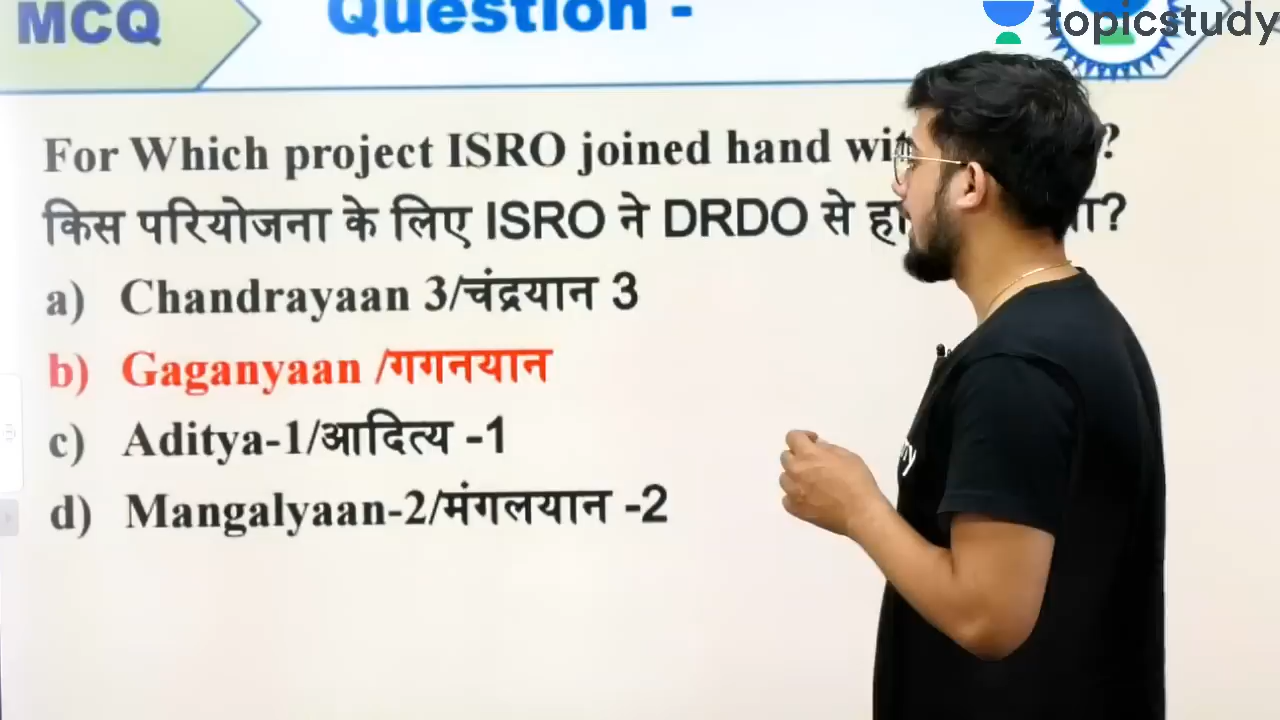 MCQ
Question -
topicstudy
For Which project ISRO joined hand ?
किस परियोजना के लिए ISRO ने DRDO से ?
a) Chandrayaan 3/चंद्रयान 3
b) Gaganyaan /गगनयान
c) Aditya-1/आदित्य -1
d) Mangalyaan-2/मंगलयान -2